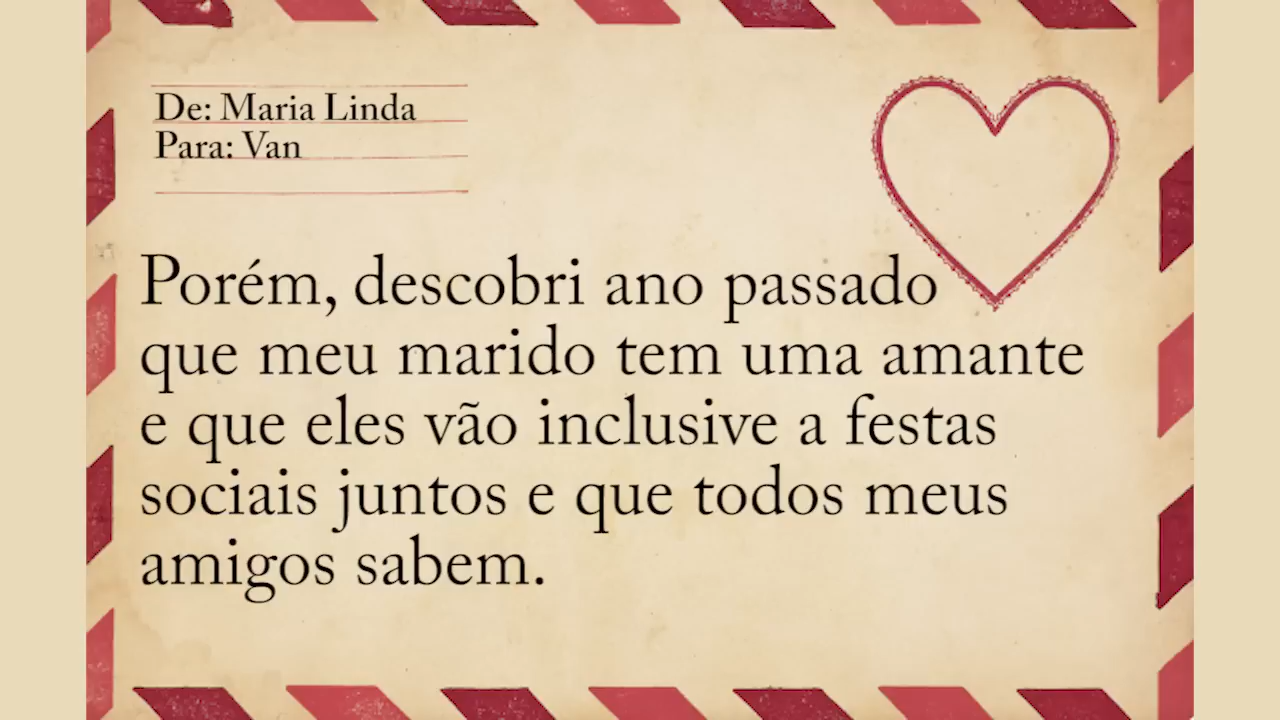 De: Maria Linda
Para: Van
Porém, descobri ano passado
que meu marido tem uma amante
e que eles vão inclusive a festas
sociais juntos e que todos meus
amigos sabem.